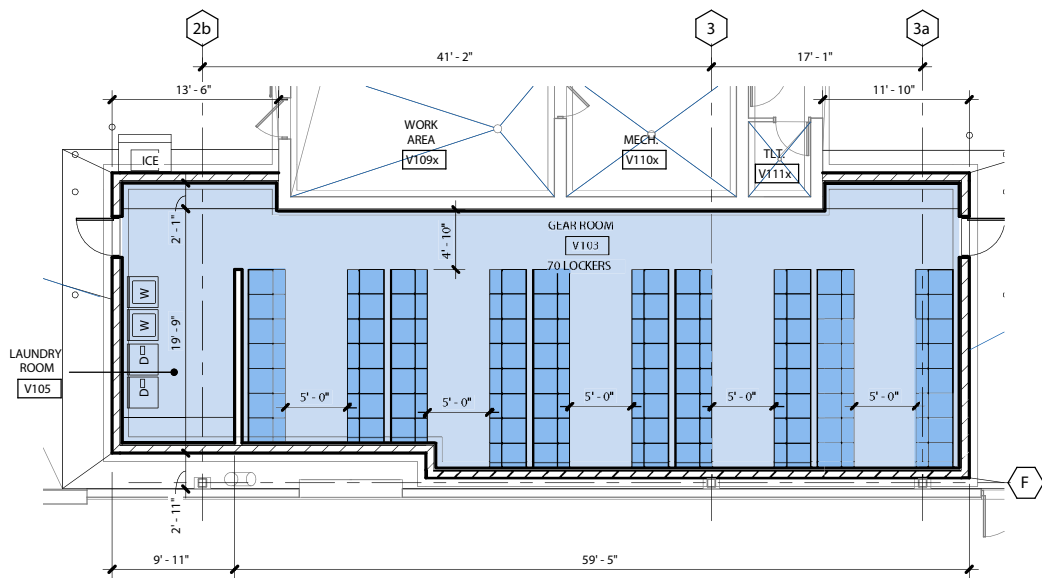 2b
3
3a
41' - 2"
17' - 1"
13' - 6"
11' - 10"
WORK
AREA
V109x
MECH.
V110x
TLT.
V111x
ICE
2' - 1"
4' - 10"
GEAR ROOM
V103
70 LOCKERS
W
W
D
D
19' - 9"
LAUNDRY
ROOM
V105
5' - 0"
5' - 0"
5' - 0"
5' - 0"
5' - 0"
F
2' - 11"
9' - 11"
59' - 5"